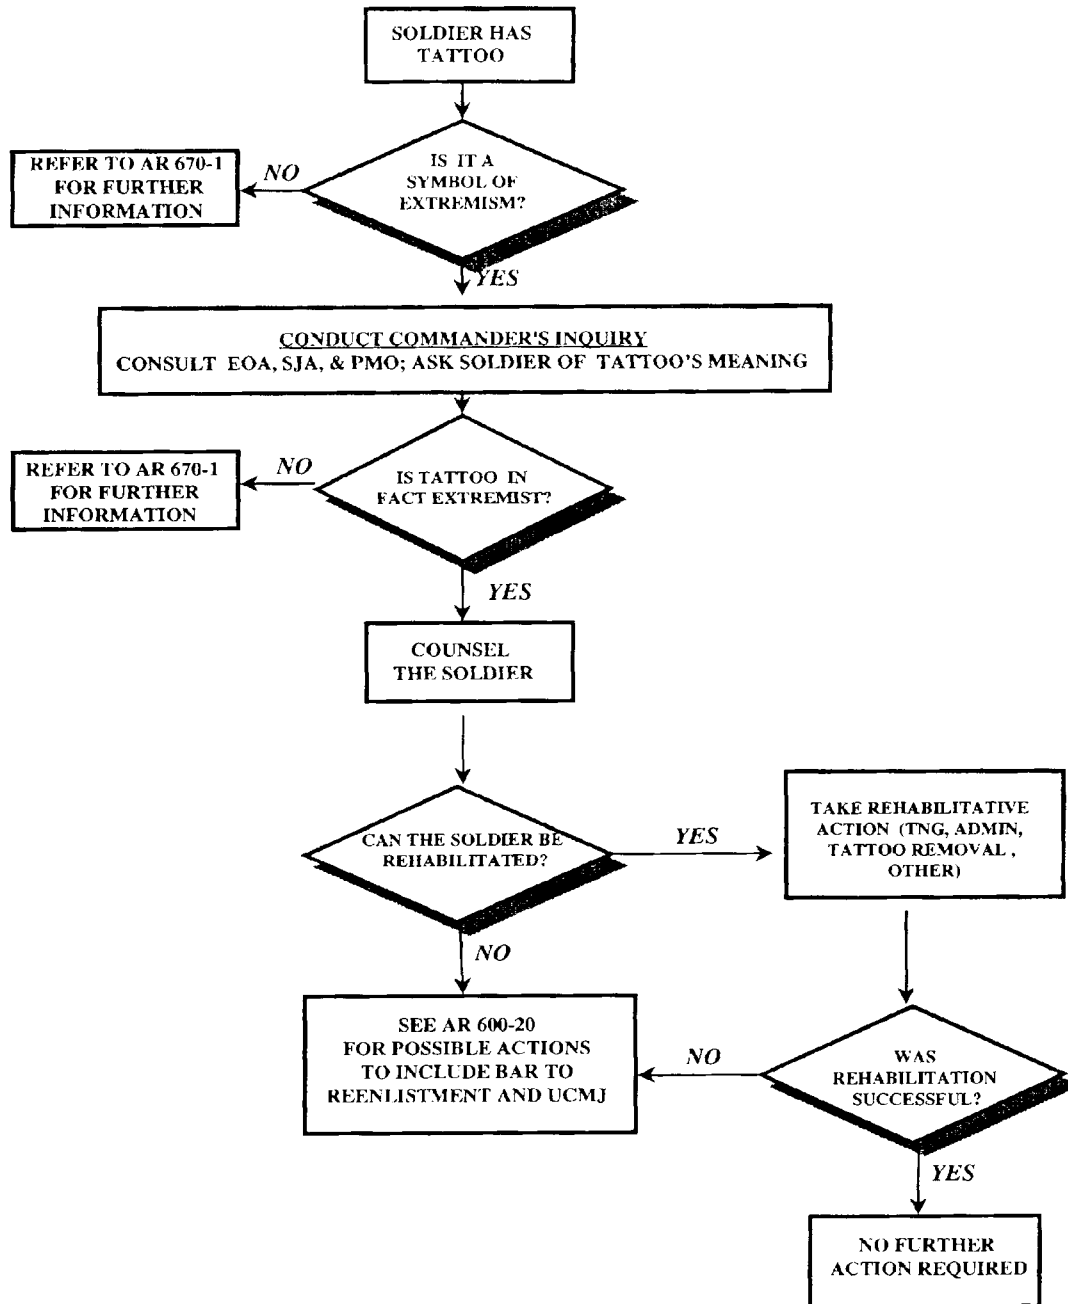 SOLDIER HAS
TATTOO
IS IT A
SYMBOL OF
EXTREMISM?
NO
REFER TO AR 670-1
FOR FURTHER
INFORMATION
YES
CONDUCT COMMANDER'S INQUIRY
CONSULT EOA, SJA, & PMO; ASK SOLDIER OF TATTOO'S MEANING
IS TATTOO IN
FACT EXTREMIST?
NO
REFER TO AR 670-1
FOR FURTHER
INFORMATION
YES
COUNSEL
THE SOLDIER
CAN THE SOLDIER BE
REHABILITATED?
YES
TAKE REHABILITATIVE
ACTION (TNG, ADMIN,
TATTOO REMOVAL ,
OTHER)
NO
SEE AR 600-20
FOR POSSIBLE ACTIONS
TO INCLUDE BAR TO
REENLISTMENT AND UCMJ
NO
WAS
REHABILITATION
SUCCESSFUL?
YES
NO FURTHER
ACTION REQUIRED